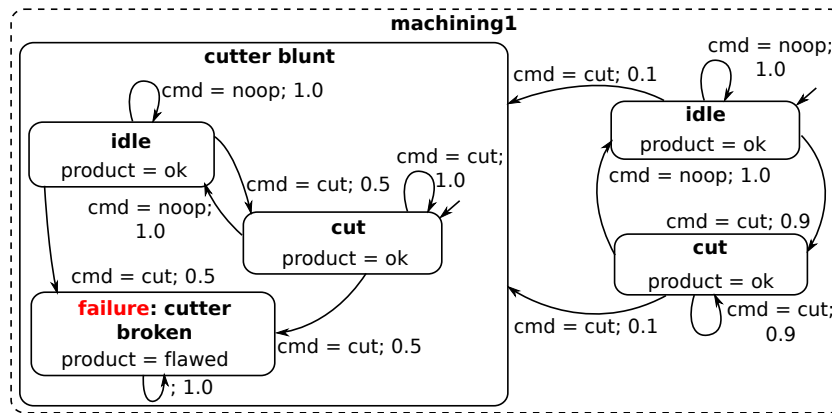 machining1
cutter blunt
cmd = noop; 1.0
idle
product = ok
cmd = cut; 0.5
cmd = noop;
1.0
cmd = cut;
1.0
cut
product = ok
cmd = cut; 0.5
failure: cutter
broken
product = flawed
; 1.0
cmd = cut; 0.5
cmd = cut; 0.1
cmd = noop;
1.0
idle
product = ok
cmd = noop; 1.0
cmd = cut; 0.9
cut
product = ok
cmd = cut; 0.1
cmd = cut;
0.9